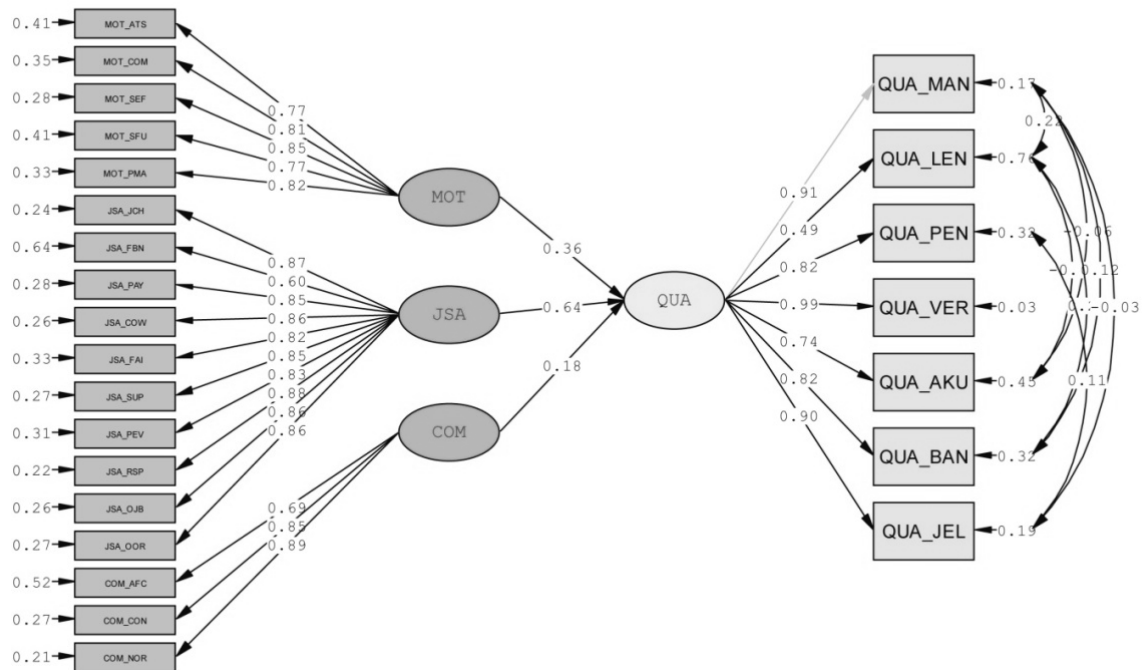 0.41 MOT_ATS
0.35 MOT_COM
0.28 MOT_SEF
0.41 MOT_SFU
0.33 MOT_PMA
0.24 JSA_JCH
0.64 JSA_FBN
0.28 JSA_PAY
0.26 JSA_COW
0.33 JSA_FAI
0.27 JSA_SUP
0.31 JSA_PEV
0.22 JSA_RSP
0.26 JSA_OJB
0.27 JSA_OOR
0.52 COM_AFC
0.27 COM_CON
0.21 COM_NOR
0.77
0.81
0.85
0.77
0.82
0.87
0.60
0.85
0.86
0.82
0.85
0.83
0.88
0.86
0.86
0.69
0.85
0.89
MOT
JSA
COM
0.36
0.64
0.18
QUA
0.91
0.49
0.82
0.99
0.74
0.82
0.90
QUA_MAN 0.17
QUA_LEN 0.76
QUA_PEN 0.33
QUA_VER 0.03
QUA_AKU 0.45
QUA_BAN 0.32
QUA_JEL 0.19
0.22
-0.06
0.12
-0.03
0.11